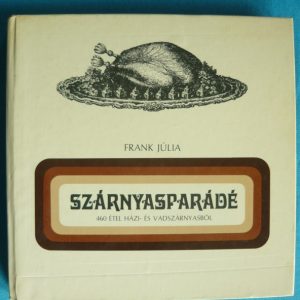 FRANK JÚLIA
SZÁRNYASPARÁDÉ
460 ÉTEL HÁZI- ÉS VADSZÁRNYASBÓL